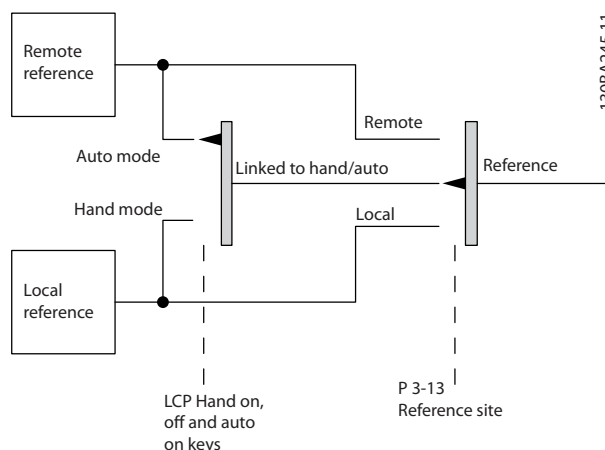 Remote
reference
Auto mode
Hand mode
Local
reference
Linked to hand/auto
Remote
Local
Reference
LCP Hand on,
off and auto
on keys
P 3-13
Reference site